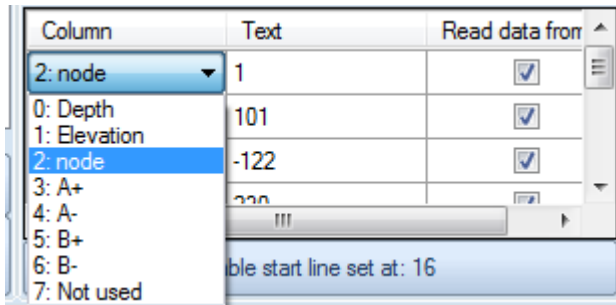 Column Text Read data from
2: node 1
0: Depth 101
1: Elevation
2: node -122
3: A+
4: A-
5: B+
6: B- able start line set at: 16
7: Not used